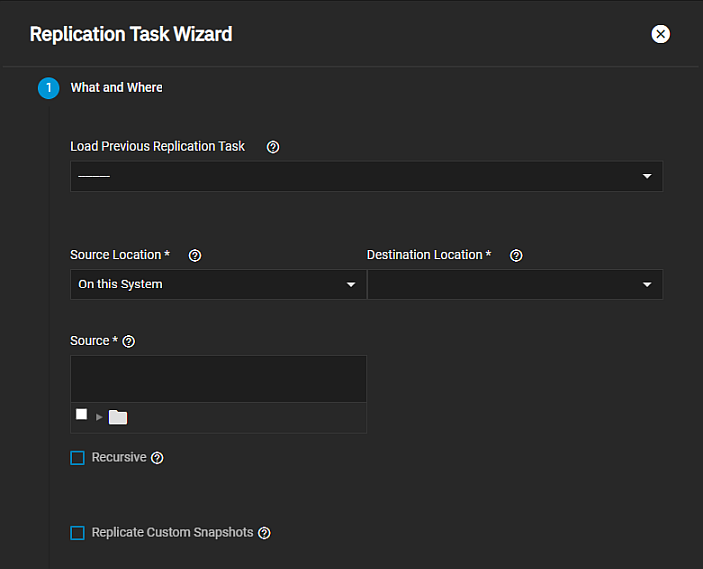 Replication Task Wizard
1 What and Where
Load Previous Replication Task
---------
Source Location * Destination Location *
On this System
Source *
Recursive
Replicate Custom Snapshots